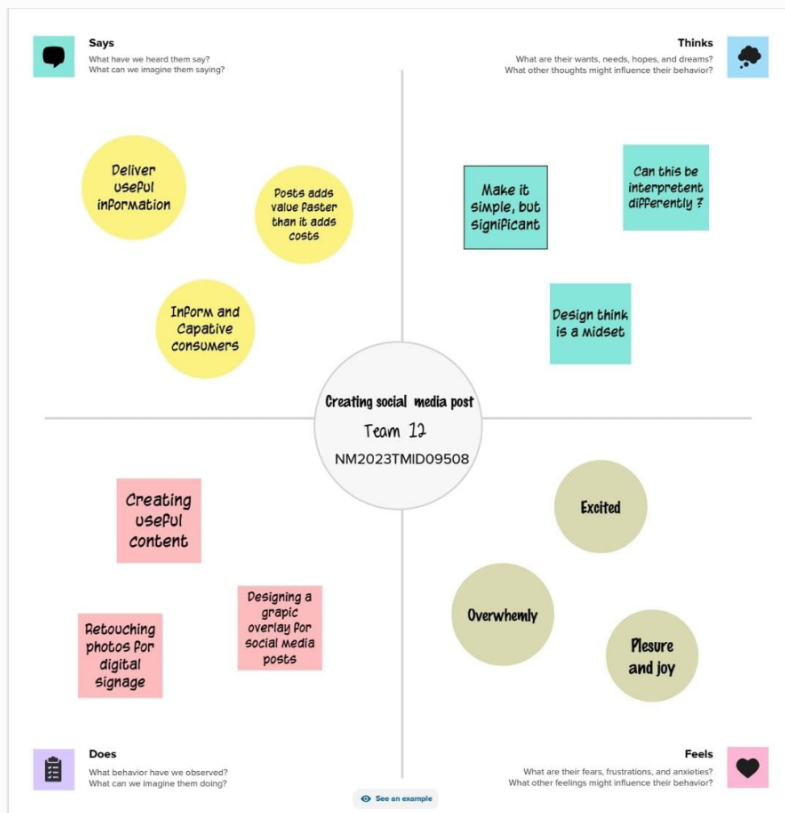 Says
What have we heard them say?
What can we imagine them saying?
Thinks
What are their wants, needs, hopes, and dreams?
What other thoughts might influence their behavior?
Deliver
useful
information
Posts adds
value faster
than it adds
costs
Inform and
Capative
consumers
Make it
simple, but
significant
Can this be
interpretent
differently ?
Design think
is a midset
Creating social media post
Team 12
NM2023TMID09508
Creating
useful
content
Retouching
photos for
digital
signage
Designing a
grapic
overlay for
social media
posts
Excited
Overwhemly
Plesure
and joy
Does
What behavior have we observed?
What can we imagine them doing?
Feels
What are their fears, frustrations, and anxieties?
What other feelings might influence their behavior?
See an example